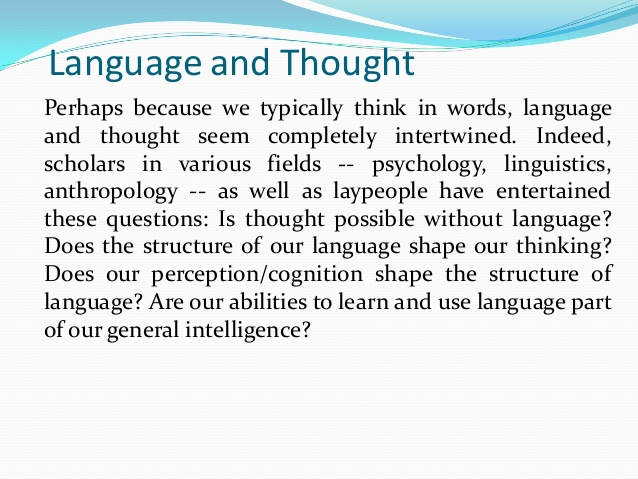 Language and Thought
Perhaps because we typically think in words, language
and thought seem completely intertwined. Indeed,
scholars in various fields -- psychology, linguistics,
anthropology -- as well as laypeople have entertained
these questions: Is thought possible without language?
Does the structure of our language shape our thinking?
Does our perception/cognition shape the structure of
language? Are our abilities to learn and use language part
of our general intelligence?